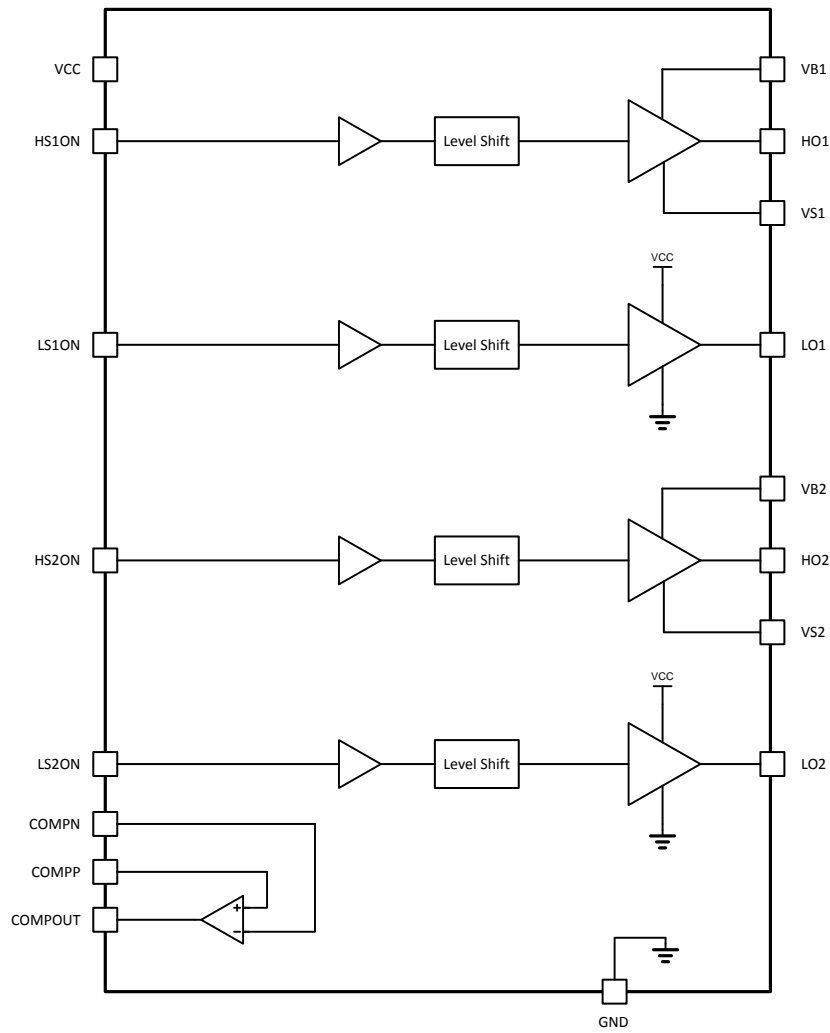 VCC
VB1
HS1ON
Level Shift
HO1
VS1
VCC
LS1ON
Level Shift
LO1
VB2
HS2ON
Level Shift
HO2
VS2
VCC
LS2ON
Level Shift
LO2
COMPN
COMPP
+
COMPOUT
−
GND